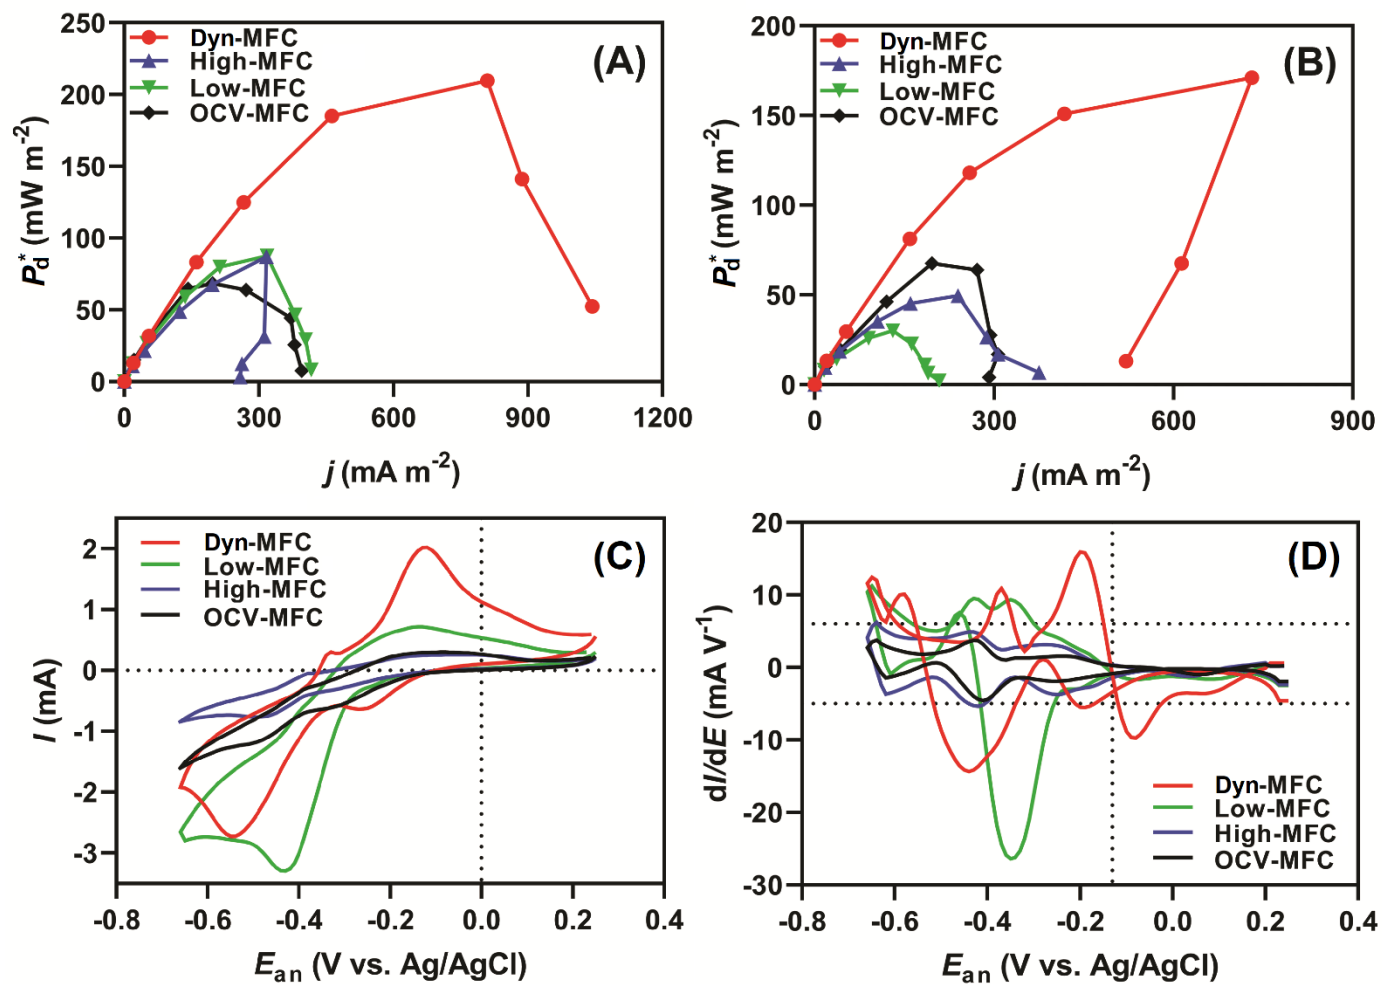 (A)
Dyn-MFC
High-MFC
Low-MFC
OCV-MFC
250
200
150
100
50
0
0 300 600 900 1200
Pd* (mW m-2)
j (mA m-2)
(B)
Dyn-MFC
High-MFC
Low-MFC
OCV-MFC
200
150
100
50
0
0 300 600 900
Pd* (mW m-2)
j (mA m-2)
(C)
Dyn-MFC
Low-MFC
High-MFC
OCV-MFC
2
1
0
-1
-2
-3
-0.8 -0.6 -0.4 -0.2 0.0 0.2 0.4
I (mA)
Ean (V vs. Ag/AgCl)
(D)
20
10
0
-10
-20
-30
-0.8 -0.6 -0.4 -0.2 0.0 0.2 0.4
dI/dE (mA V-1)
Dyn-MFC
Low-MFC
High-MFC
OCV-MFC
Ean (V vs. Ag/AgCl)